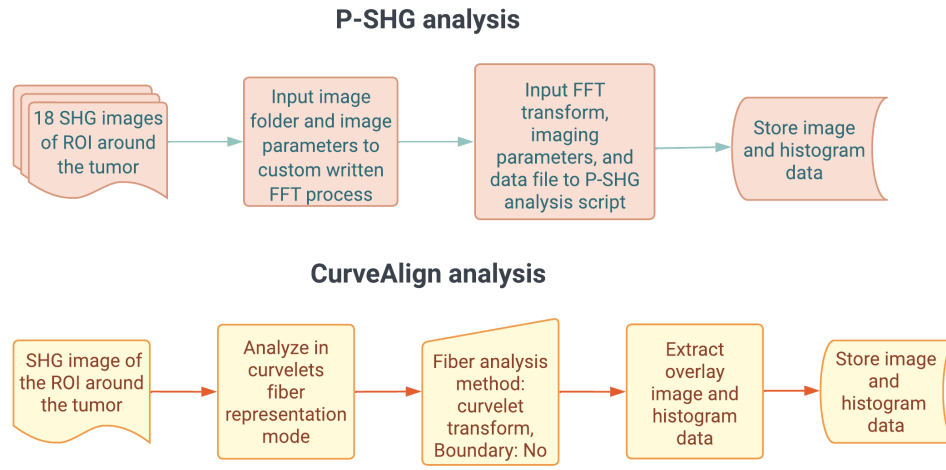 P-SHG analysis
18 SHG images
of ROI around
the tumor
Input image
folder and image
parameters to
custom written
FFT process
Input FFT
transform,
imaging
parameters, and
data file to P-SHG
analysis script
Store image
and histogram
data
CurveAlign analysis
SHG image of
the ROI around
the tumor
Analyze in
curvelets
fiber
representation
mode
Fiber analysis
method:
curvelet
transform,
Boundary: No
Extract
overlay
image and
histogram
data
Store image
and
histogram
data